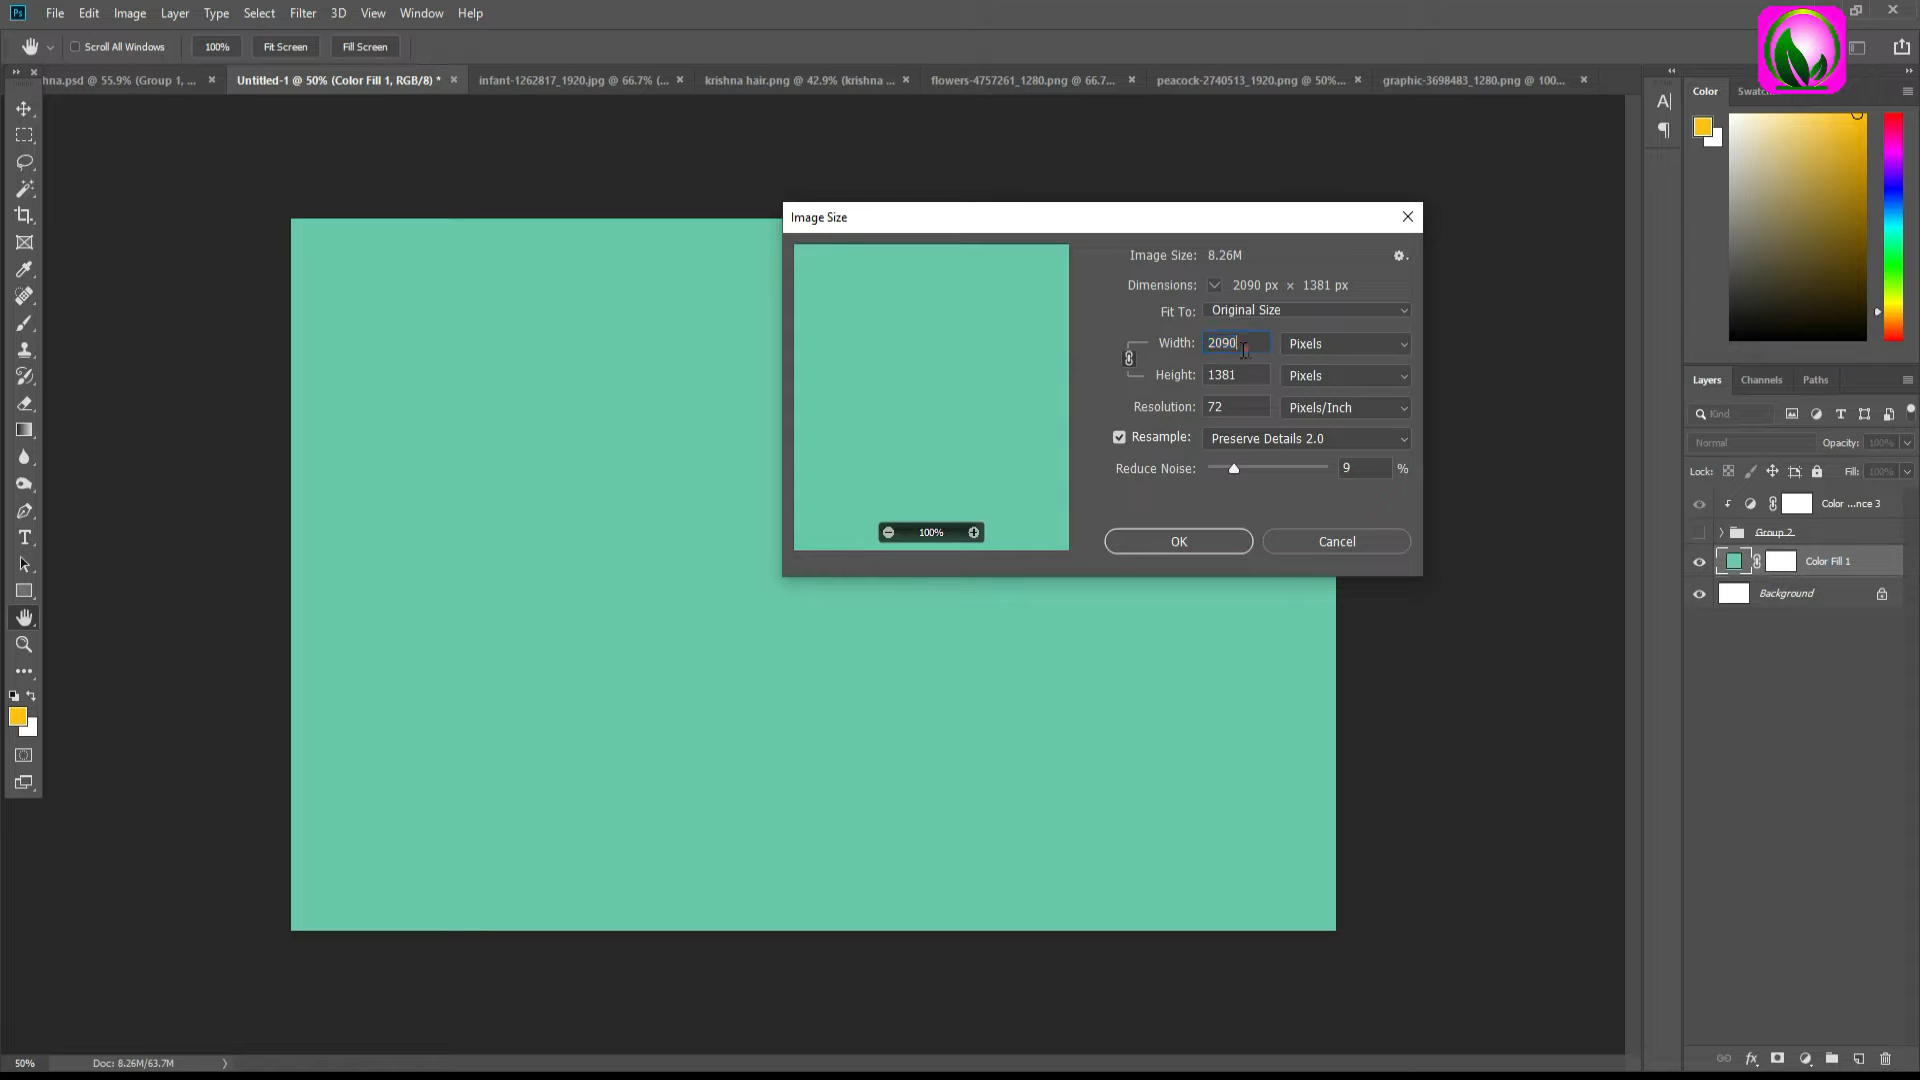 Ps File Edit Image Layer Type Select Filter 3D View Window Help
Scroll All Windows 100% Fit Screen Fill Screen
hna.psd @ 55.9% (Group 1, ... × Untitled-1 @ 50% (Color Fill 1, RGB/8) * × infant-1262817_1920.jpg @ 66.7% (... × krishna hair.png @ 42.9% (krishna ... × flowers-4757261_1280.png @ 66.7... × peacock-2740513_1920.png @ 50%... × graphic-3698483_1280.png @ 100... ×
Color Swatc
Image Size
Image Size: 8.26M
Dimensions: 2090 px × 1381 px
Fit To: Original Size
Width: 2090 Pixels
Height: 1381 Pixels
Resolution: 72 Pixels/Inch
Resample: Preserve Details 2.0
Reduce Noise: 9 %
100%
OK Cancel
Layers Channels Paths
Kind
Normal Opacity: 100%
Lock: Fill: 100%
Color ...nce 3
Group 2
Color Fill 1
Background
50% Doc: 8.26M/63.7M